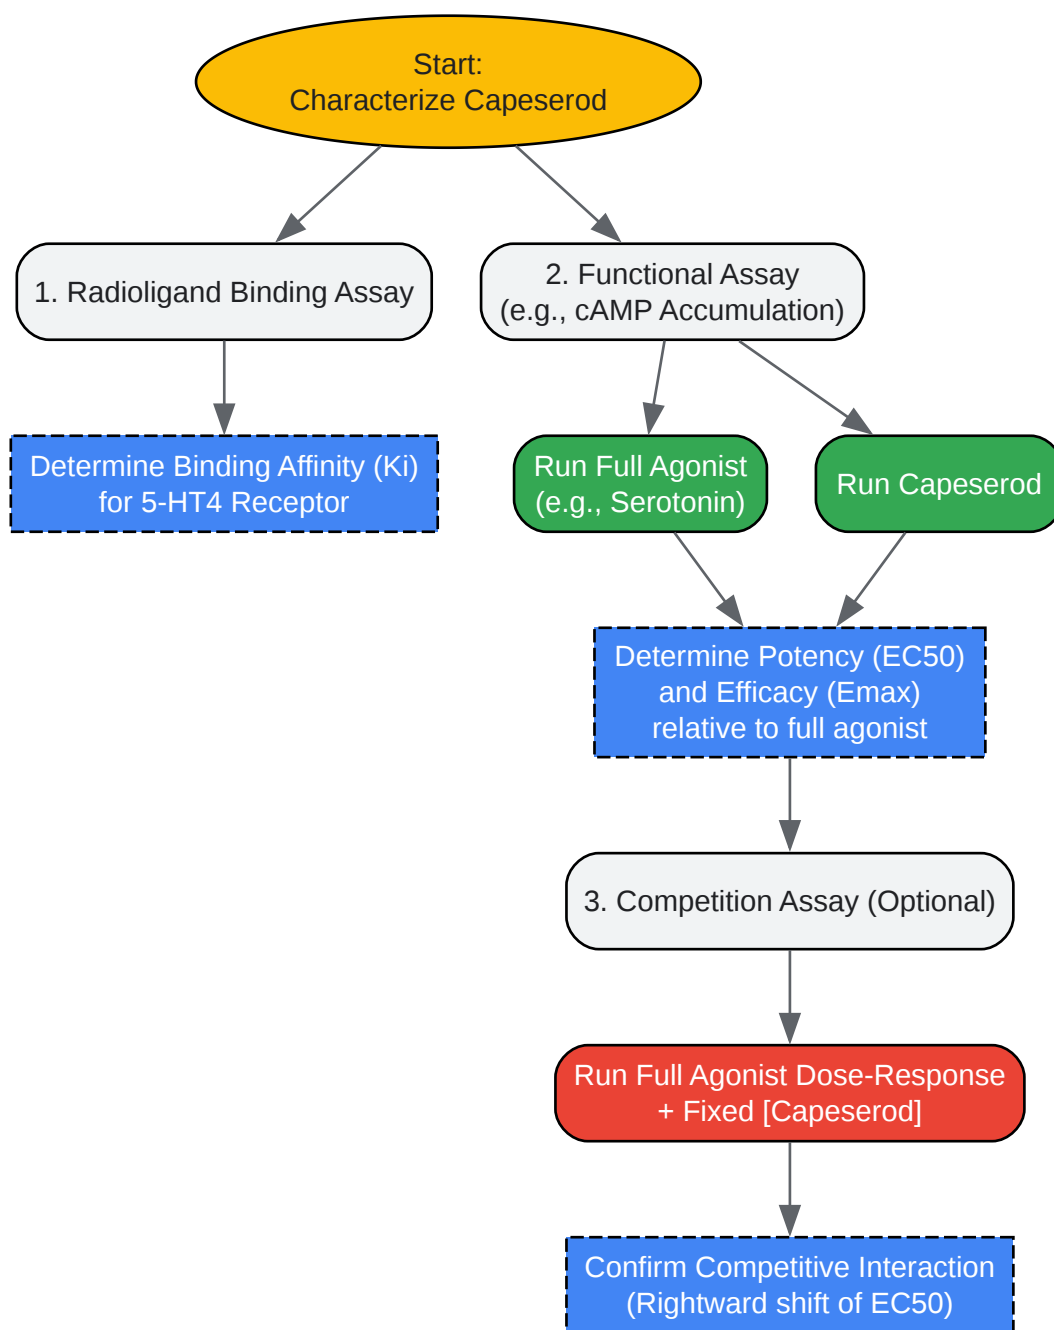 Start:
Characterize Capeserod
1. Radioligand Binding Assay
2. Functional Assay
(e.g., cAMP Accumulation)
Determine Binding Affinity (Ki)
for 5-HT4 Receptor
Run Full Agonist
(e.g., Serotonin)
Run Capeserod
Determine Potency (EC50)
and Efficacy (Emax)
relative to full agonist
3. Competition Assay (Optional)
Run Full Agonist Dose-Response
+ Fixed [Capeserod]
Confirm Competitive Interaction
(Rightward shift of EC50)